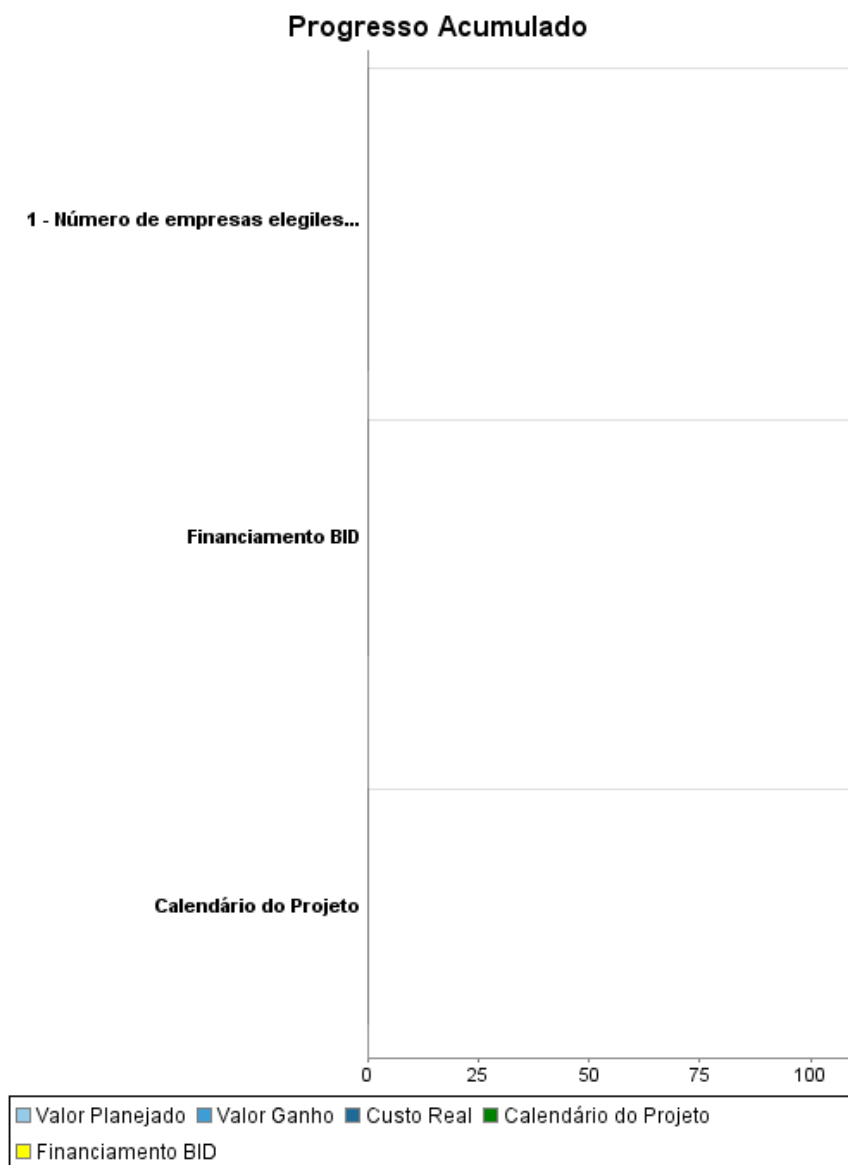 Progresso Acumulado
1 - Número de empresas elegiles...
Financiamento BID
Calendário do Projeto
0 25 50 75 100
Valor Planejado Valor Ganho Custo Real Calendário do Projeto
Financiamento BID